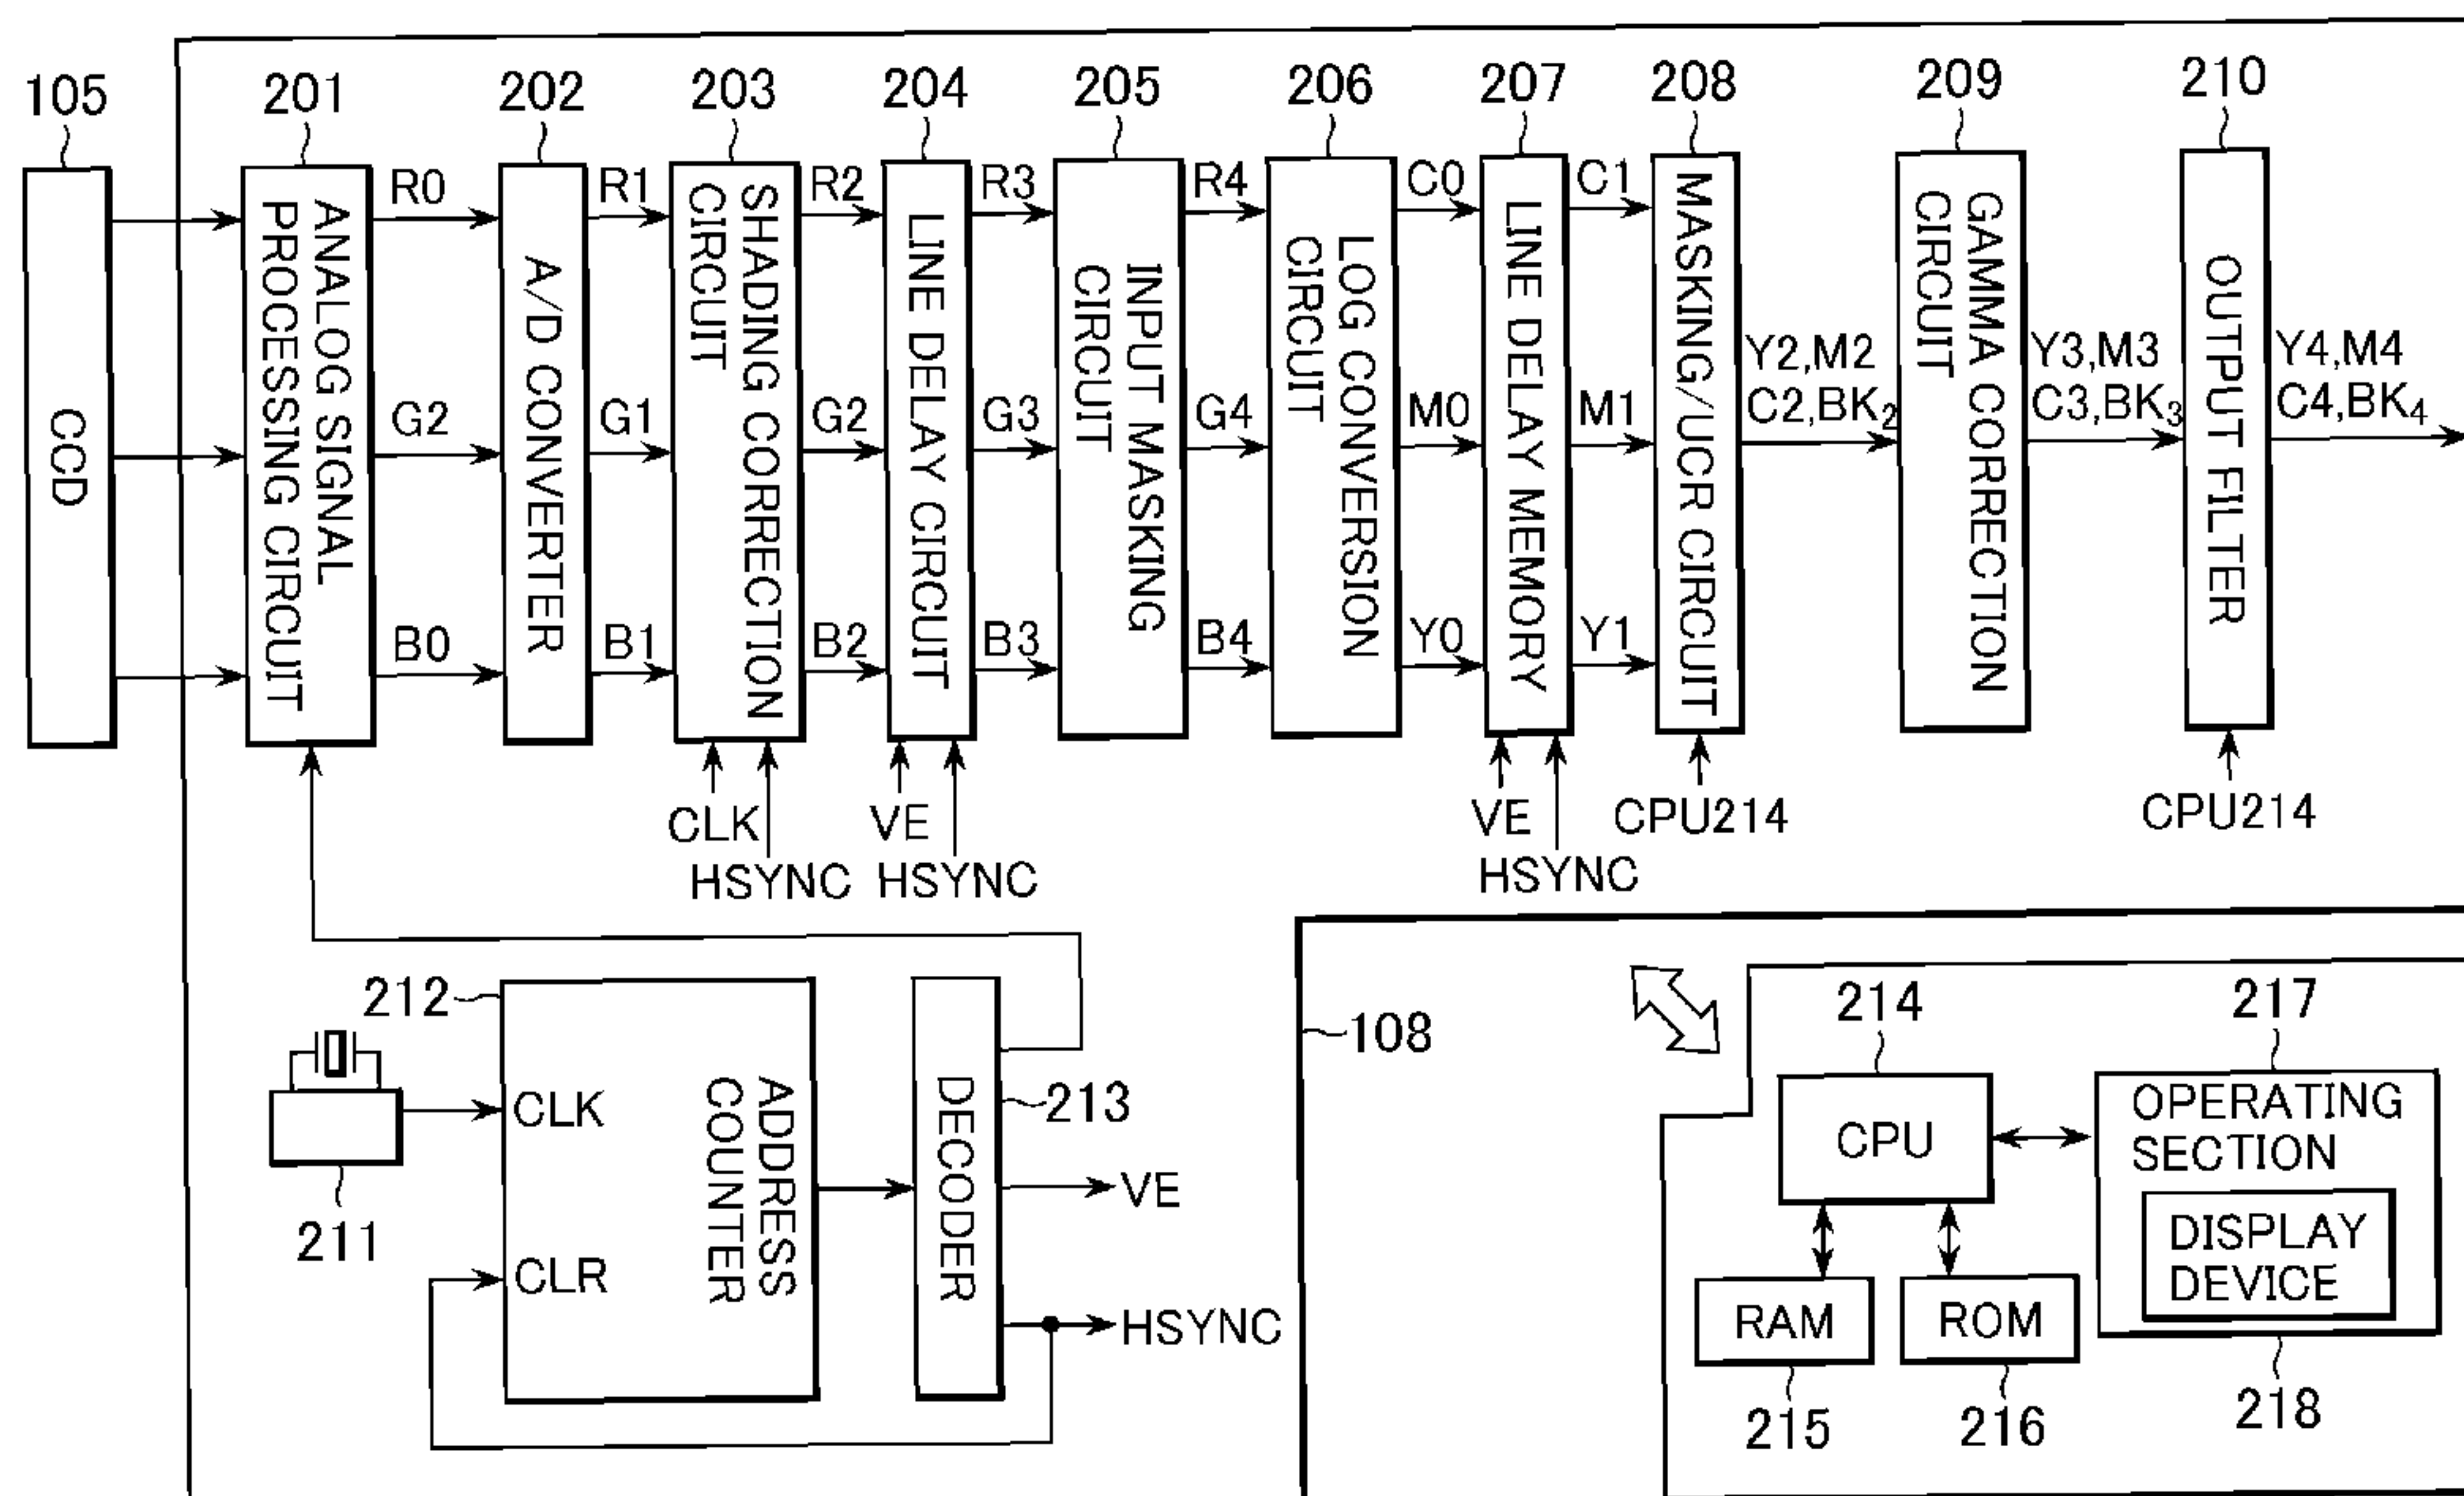 105
201
202
203
204
205
206
207
208
209
210
CCD
ANALOG SIGNAL
PROCESSING CIRCUIT
R0
G2
B0
A/D CONVERTER
R1
G1
B1
SHADING CORRECTION
CIRCUIT
R2
G2
B2
LINE DELAY CIRCUIT
R3
G3
B3
INPUT MASKING
CIRCUIT
R4
G4
B4
LOG CONVERSION
CIRCUIT
C0
M0
Y0
LINE DELAY MEMORY
C1
M1
Y1
MASKING/UCR CIRCUIT
Y2,M2
C2,BK2
GAMMA CORRECTION
CIRCUIT
Y3,M3
C3,BK3
OUTPUT FILTER
Y4,M4
C4,BK4
CLK
HSYNC
VE
HSYNC
VE
HSYNC
CPU214
CPU214
212
211
CLK
CLR
ADDRESS
COUNTER
DECODER
213
VE
HSYNC
108
214
217
CPU
OPERATING
SECTION
DISPLAY
DEVICE
RAM
ROM
215
216
218